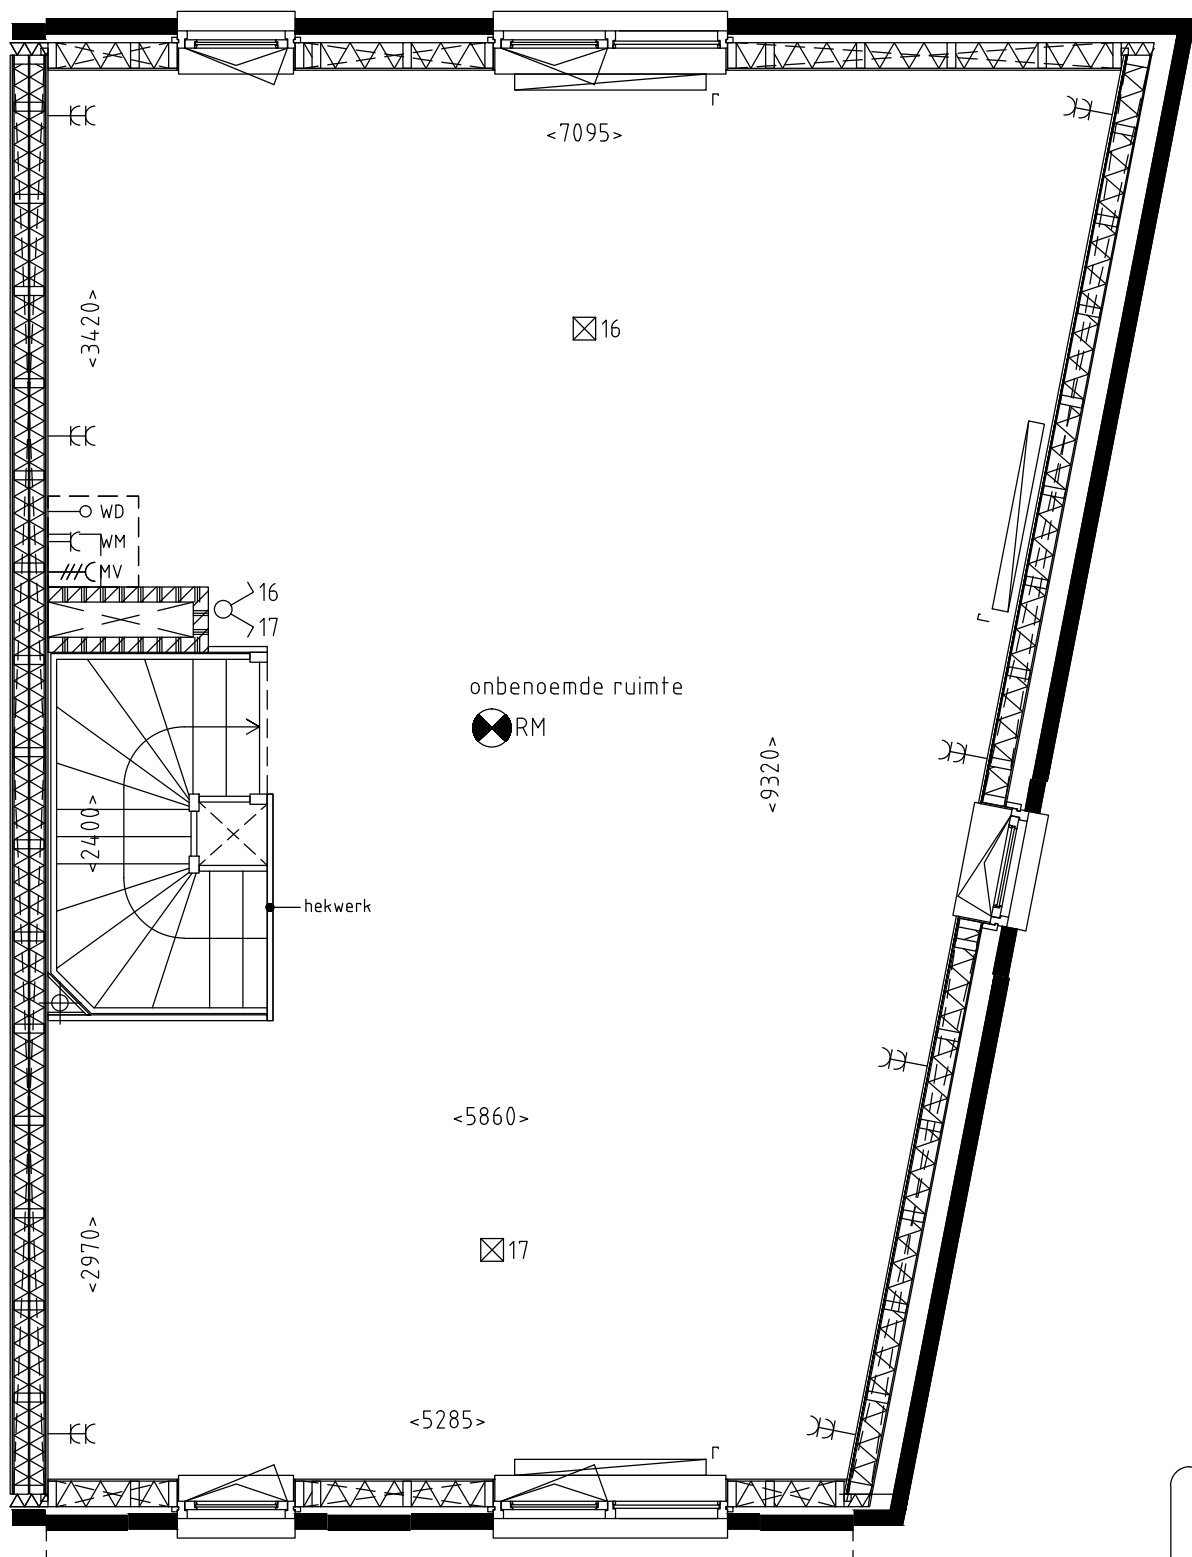 r
<7095>
16
<3420>
WD
WM
MV
16
17
r
onbenoemde ruimte
RM
<9320>
<2400>
hekwerk
<5860>
<2970>
17
<5285>
r